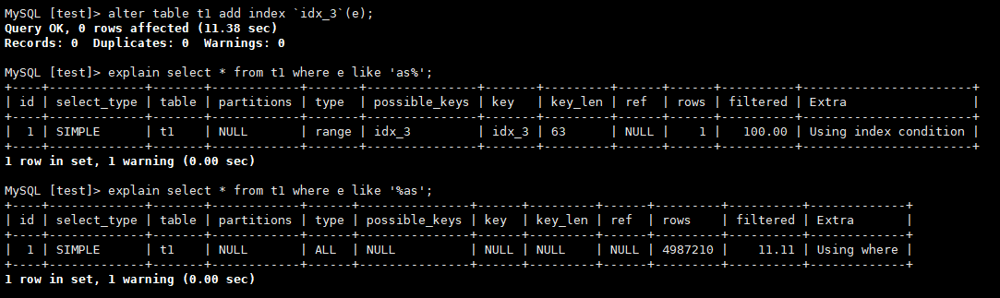 MySQL [test]> alter table t1 add index `idx_3`(e);
Query OK, 0 rows affected (11.38 sec)
Records: 0  Duplicates: 0  Warnings: 0

MySQL [test]> explain select * from t1 where e like 'as%';
+----+-------------+-------+------------+-------+---------------+-------+---------+------+------+----------+-----------------------+
| id | select_type | table | partitions | type  | possible_keys | key   | key_len | ref  | rows | filtered | Extra                 |
+----+-------------+-------+------------+-------+---------------+-------+---------+------+------+----------+-----------------------+
|  1 | SIMPLE      | t1    | NULL       | range | idx_3         | idx_3 | 63      | NULL |    1 |   100.00 | Using index condition |
+----+-------------+-------+------------+-------+---------------+-------+---------+------+------+----------+-----------------------+
1 row in set, 1 warning (0.00 sec)

MySQL [test]> explain select * from t1 where e like '%as';
+----+-------------+-------+------------+------+---------------+------+---------+------+---------+----------+-------------+
| id | select_type | table | partitions | type | possible_keys | key  | key_len | ref  | rows    | filtered | Extra       |
+----+-------------+-------+------------+------+---------------+------+---------+------+---------+----------+-------------+
|  1 | SIMPLE      | t1    | NULL       | ALL  | NULL          | NULL | NULL    | NULL | 4987210 |    11.11 | Using where |
+----+-------------+-------+------------+------+---------------+------+---------+------+---------+----------+-------------+
1 row in set, 1 warning (0.00 sec)